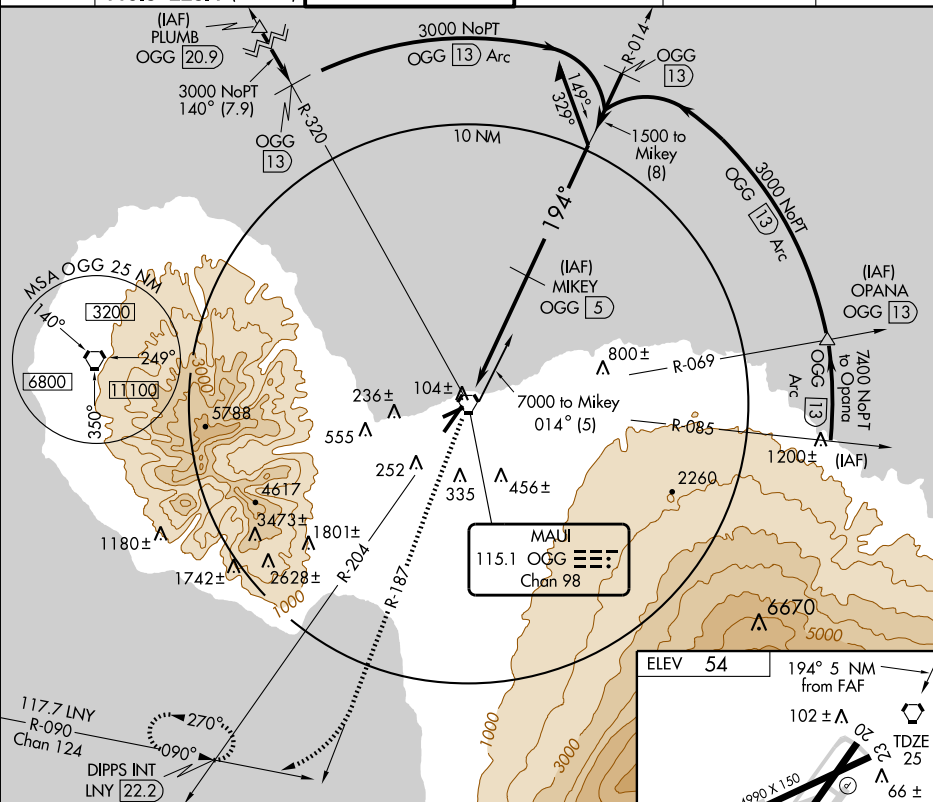 (IAF)
PLUMB
OGG 20.9
3000 NoPT
140° (7.9)
OGG
13
R-320
3000 NoPT
OGG 13 Arc
R-014
OGG
13
149°
329°
1500 to
Mikey
(8)
10 NM
194°
3000 NoPT
OGG 13 Arc
(IAF)
MIKEY
OGG 5
(IAF)
OPANA
OGG 13
MSA OGG 25 NM
140°
3200
249°
6800
11100
350°
3000
5788
236±
104±
555
800±
R-069
7000 to Mikey
014° (5)
7400 NoPT
to Opana
OGG 13
Arc
R-085
1200±
(IAF)
252
335
456±
2260
4617
3473±
1801±
1180±
1742±
2628±
1000
R-204
R-187
MAUI
115.1 OGG
Chan 98
6670
5000
1000
3000
117.7 LNY
R-090
Chan 124
270°
090°
DIPPS INT
LNY 22.2
ELEV 54
194° 5 NM
from FAF
102±
20
23
TDZE
25
4990 X 150
P
66±